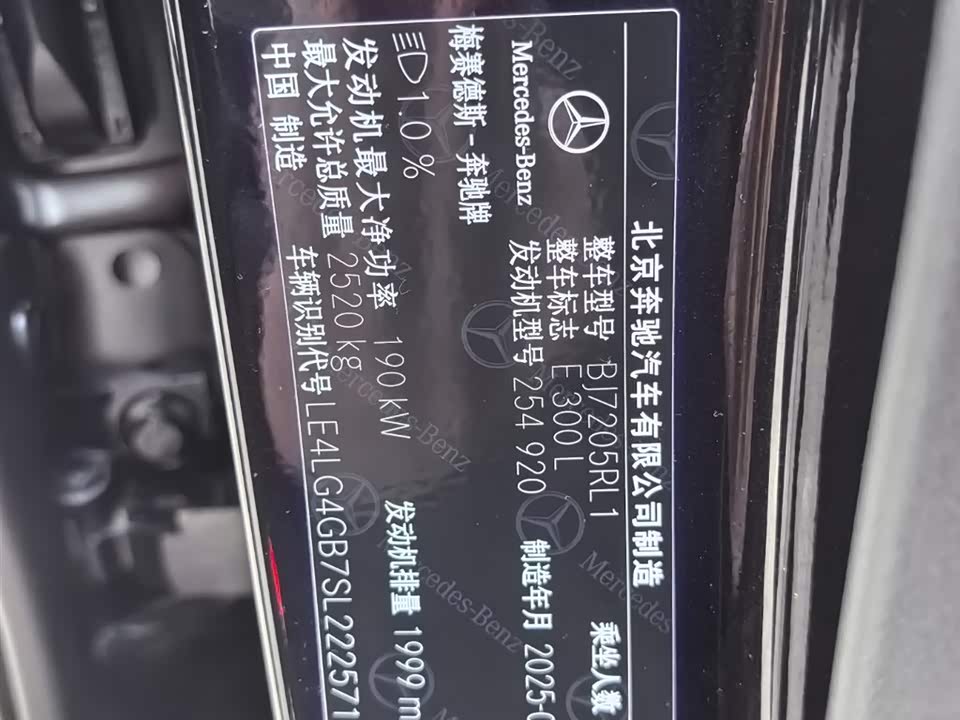 北京奔驰汽车有限公司制造
Mercedes-Benz
梅赛德斯-奔驰牌
整车型号 BJ7205RL1 乘坐人数
整车标志 E 300 L
发动机型号 254 920 制造年月 2025-0
1.0 %
发动机最大净功率 190 kW 发动机排量 1999 m
最大允许总质量 2520 kg
中国 制造 车辆识别代号 LE4LG4GB7SL222571